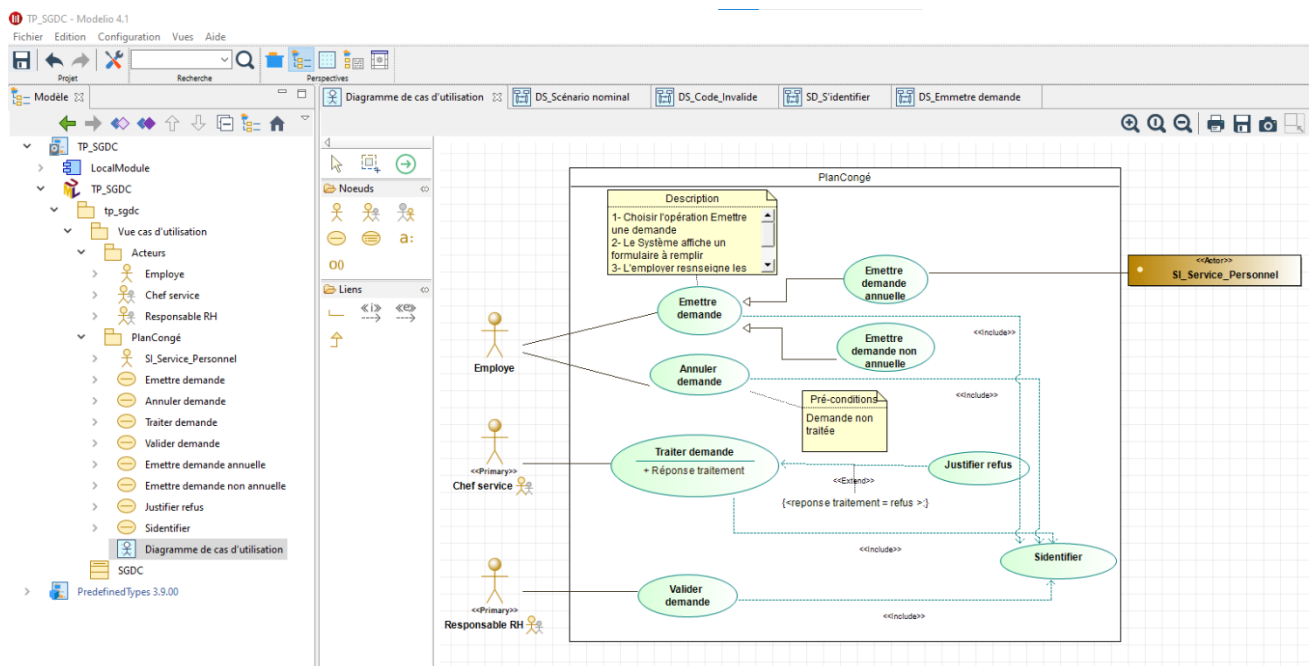 TP_SGDC - Modelio 4.1
Fichier Edition Configuration Vues Aide
Projet Recherche Perspectives
Modèle
Diagramme de cas d'utilisation DS_Scénario nominal DS_Code_Invalide SD_S'identifier DS_Emmetre demande
TP_SGDC
LocalModule
TP_SGDC
tp_sgdc
Vue cas d'utilisation
Acteurs
Employe
Chef service
Responsable RH
PlanCongé
SI_Service_Personnel
Emettre demande
Annuler demande
Traiter demande
Valider demande
Emettre demande annuelle
Emettre demande non annuelle
Justifier refus
Sidentifier
Diagramme de cas d'utilisation
SGDC
PredefinedTypes 3.9.00
Noeuds
a:
Liens
«i» «e»
PlanCongé
Description
1- Choisir l'opération Emettre
une demande
2- Le Système affiche un
formulaire à remplir
3- L'employer resnseigne les
Emettre
demande
annuelle
<<Actor>>
SI_Service_Personnel
Emettre
demande
<<Include>>
Emettre
demande non
annuelle
Employe
Annuler
demande
<<Include>>
Pré-conditions
Demande non
traitée
Traiter demande
+ Réponse traitement
Justifier refus
<<Primary>>
Chef service
<<Extend>>
{<reponse traitement = refus >:}
<<Include>>
Sidentifier
Valider
demande
<<Primary>>
Responsable RH
<<Include>>